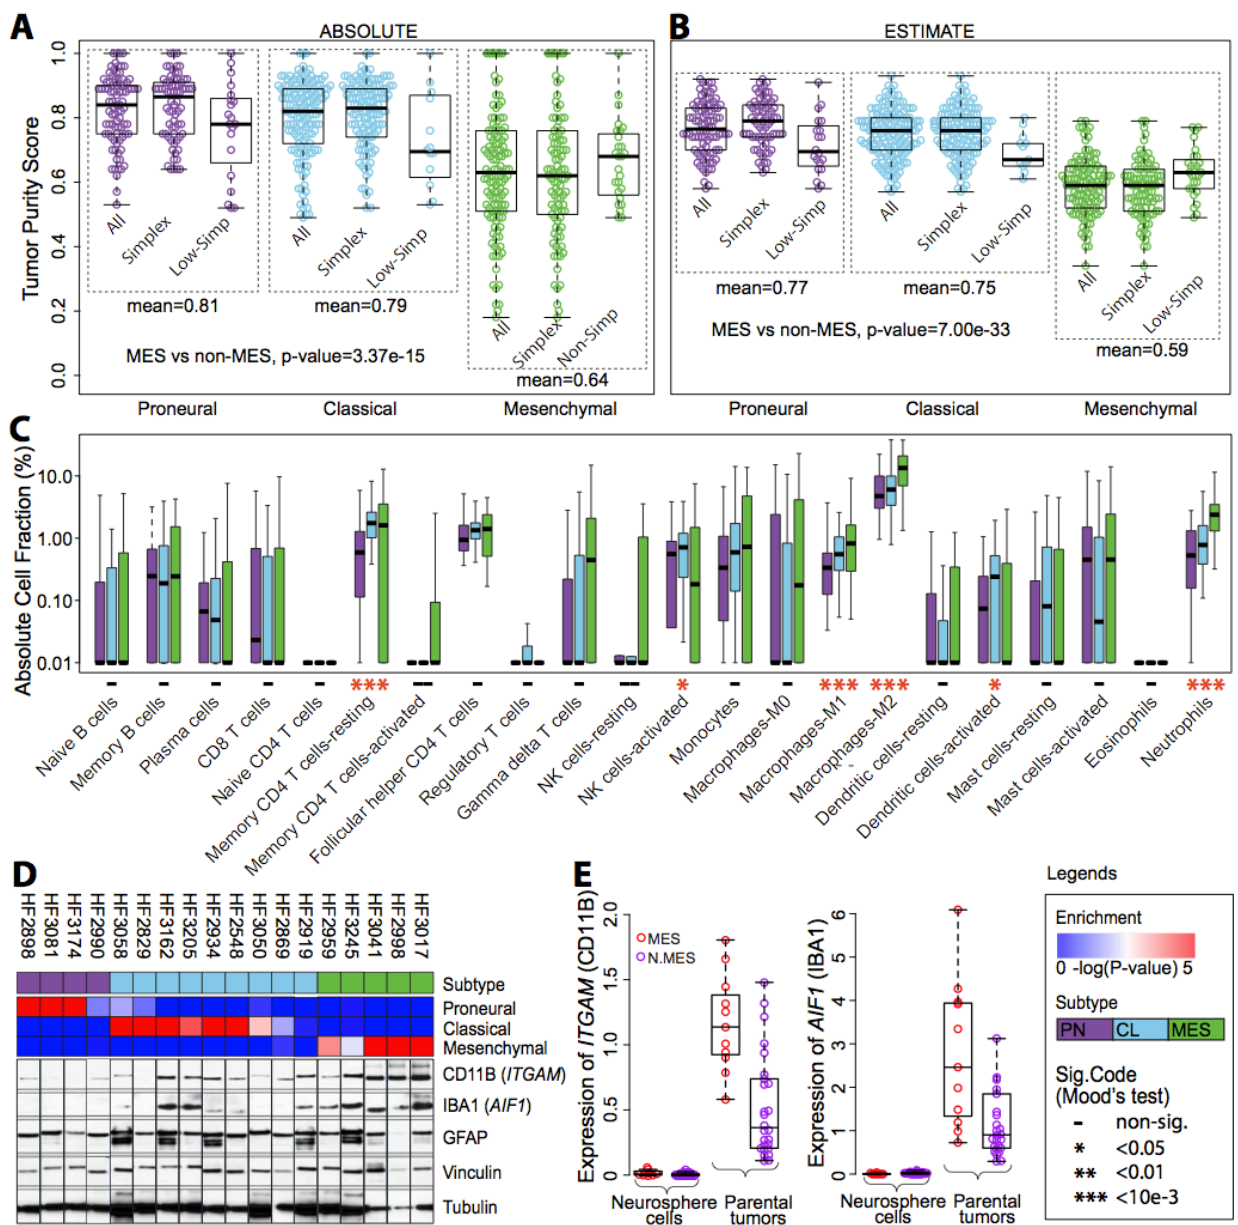 A
ABSOLUTE
Tumor Purity Score
1.0
0.8
0.6
0.4
0.2
0.0
All
Simplex
Low-Simp
mean=0.81
All
Simplex
Low-Simp
mean=0.79
All
Simplex
Non-Simp
mean=0.64
MES vs non-MES, p-value=3.37e-15
Proneural
Classical
Mesenchymal
B
ESTIMATE
All
Simplex
Low-Simp
mean=0.77
All
Simplex
Low-Simp
mean=0.75
All
Simplex
Low-Simp
mean=0.59
MES vs non-MES, p-value=7.00e-33
Proneural
Classical
Mesenchymal
C
Absolute Cell Fraction (%)
10.0
1.00
0.10
0.01
- - - - - *** -- - - - -- * - - *** *** - * - - - ***
Naive B cells
Memory B cells
Plasma cells
CD8 T cells
Naive CD4 T cells
Memory CD4 T cells-resting
Memory CD4 T cells-activated
Follicular helper CD4 T cells
Regulatory T cells
Gamma delta T cells
NK cells-resting
NK cells-activated
Monocytes
Macrophages-M0
Macrophages-M1
Macrophages-M2
Dendritic cells-resting
Dendritic cells-activated
Mast cells-resting
Mast cells-activated
Eosinophils
Neutrophils
D
HF2898
HF3081
HF3174
HF2990
HF3058
HF2829
HF3162
HF3205
HF2934
HF2548
HF3050
HF2869
HF2919
HF2959
HF3245
HF3041
HF2998
HF3017
Subtype
Proneural
Classical
Mesenchymal
CD11B (ITGAM)
IBA1 (AIF1)
GFAP
Vinculin
Tubulin
E
Expression of ITGAM (CD11B)
2.0
1.5
1.0
0.5
0
MES
N.MES
Neurosphere
cells
Parental
tumors
Expression of AIF1 (IBA1)
6
5
4
3
2
1
0
Neurosphere
cells
Parental
tumors
Legends
Enrichment
0 -log(P-value) 5
Subtype
PN CL MES
Sig.Code
(Mood's test)
- non-sig.
* <0.05
** <0.01
*** <10e-3